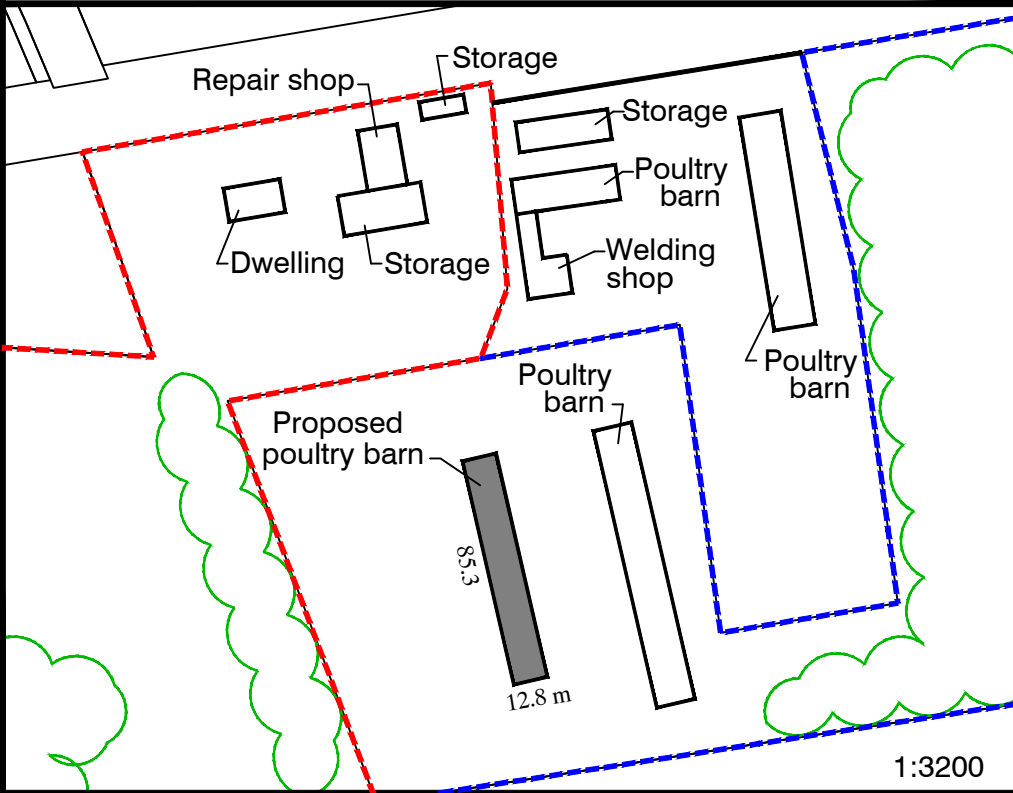 Storage
Repair shop
Storage
Poultry
barn
Dwelling
Storage
Welding
shop
Poultry
barn
Poultry
barn
Proposed
poultry barn
85.3
12.8 m
1:3200